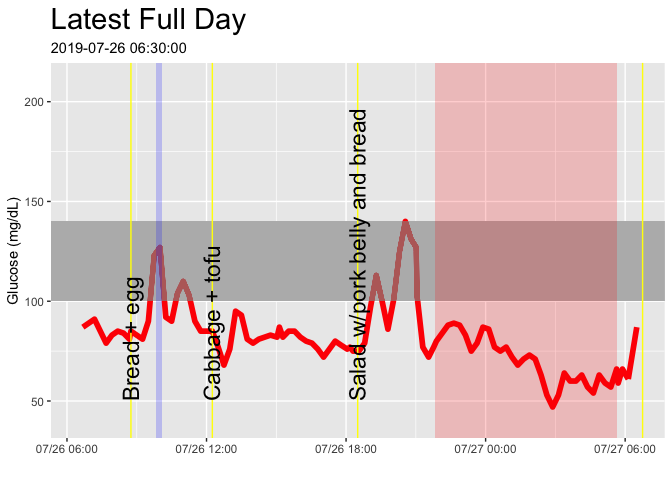 Latest Full Day
2019-07-26 06:30:00
Glucose (mg/dL)
200
150
100
50
Bread + egg
Cabbage + tofu
Salad w/pork belly and bread
07/26 06:00
07/26 12:00
07/26 18:00
07/27 00:00
07/27 06:00